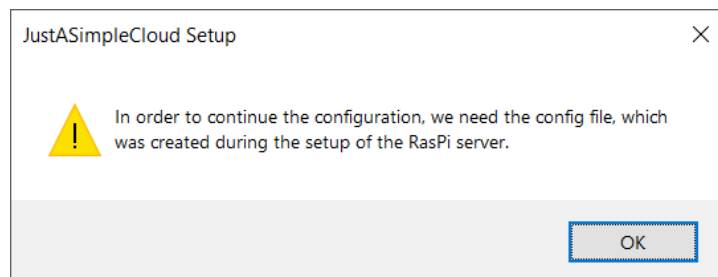 JustASimpleCloud Setup
In order to continue the configuration, we need the config file, which
was created during the setup of the RasPi server.
OK